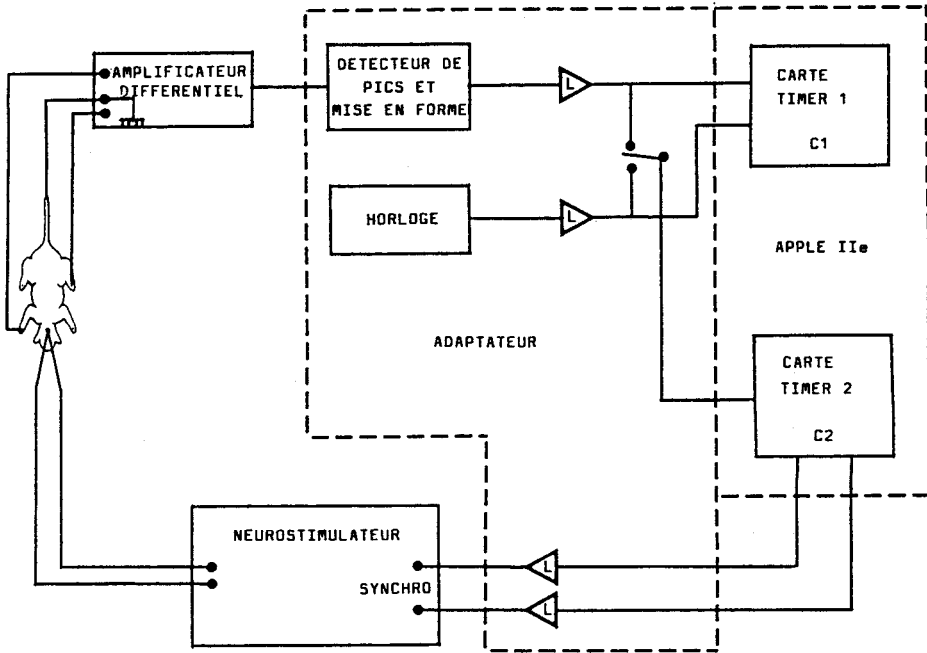 AMPLIFICATEUR
DIFFERENTIEL
DETECTEUR DE
PICS ET
MISE EN FORME
L
CARTE
TIMER 1
C1
HORLOGE
L
APPLE IIe
ADAPTATEUR
CARTE
TIMER 2
C2
NEUROSTIMULATEUR
SYNCHRO
L
L